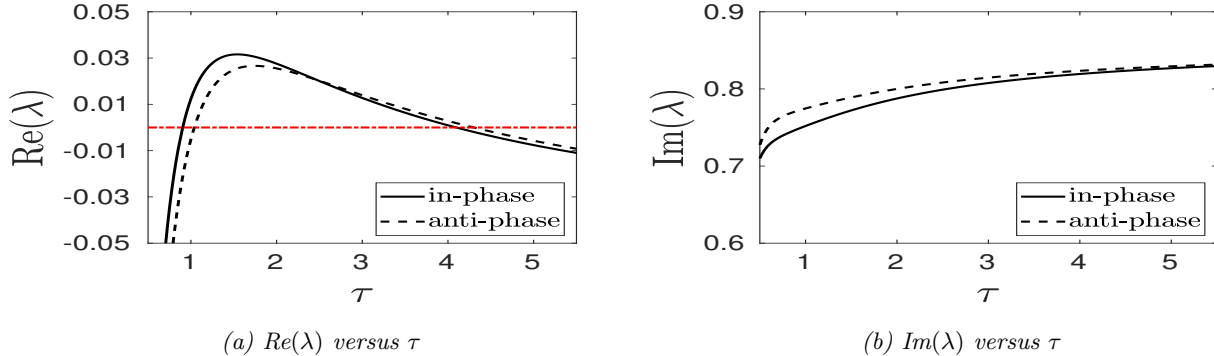 0.05
0.03
0.01
-0.01
-0.03
-0.05
Re(λ)
in-phase
anti-phase
1 2 3 4 5
τ
(a) Re(λ) versus τ
0.9
0.8
0.7
0.6
Im(λ)
in-phase
anti-phase
1 2 3 4 5
τ
(b) Im(λ) versus τ